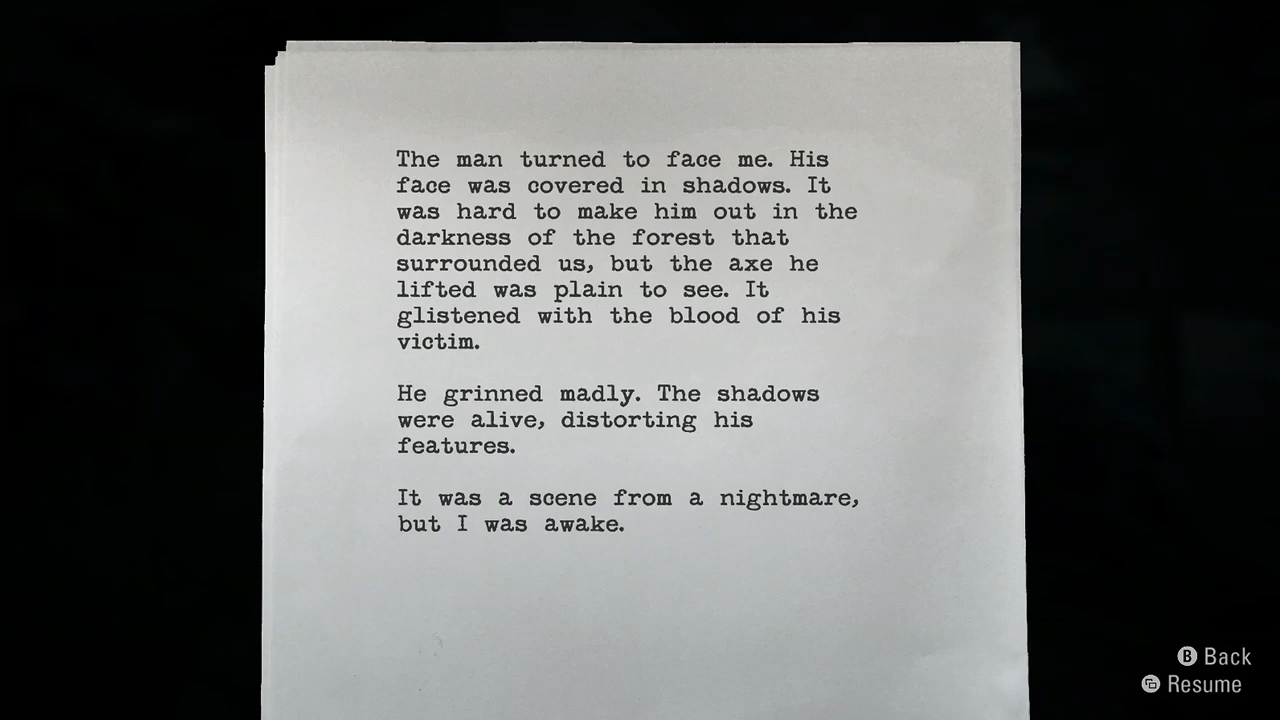 The man turned to face me. His
face was covered in shadows. It
was hard to make him out in the
darkness of the forest that
surrounded us, but the axe he
lifted was plain to see. It
glistened with the blood of his
victim.
He grinned madly. The shadows
were alive, distorting his
features.
It was a scene from a nightmare,
but I was awake.
B Back
Resume